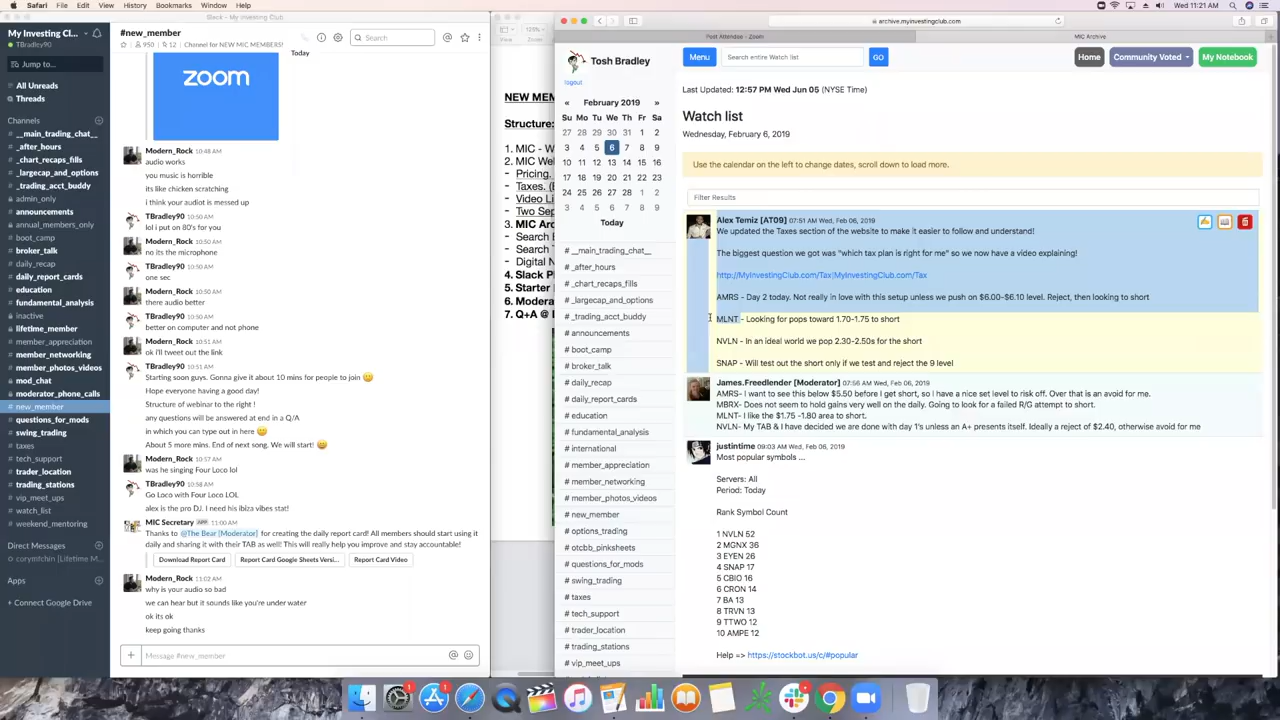 Safari File Edit View History Bookmarks Window Help
Wed 11:21 AM
Slack - My Investing Club
My Investing Cl...
TBradley90
Jump to...
All Unreads
Threads
Channels
# __main_trading_chat__
# _after_hours
# _chart_recaps_fills
# _largecap_and_options
# _trading_acct_buddy
admin_only
announcements
annual_members_only
# boot_camp
# broker_talk
# daily_recap
# daily_report_cards
# education
# fundamental_analysis
# inactive
lifetime_member
# member_appreciation
# member_networking
# member_photos_videos
mod_chat
moderator_phone_calls
# new_member
# questions_for_mods
# swing_trading
# taxes
# tech_support
# trader_location
# trading_stations
# vip_meet_ups
# watch_list
# weekend_mentoring
Direct Messages
corymitchin (Lifetime M...
Apps
+ Connect Google Drive
#new_member
950 12 Channel for NEW MIC MEMBERS!
Search
Today
zoom
Modern_Rock 10:48 AM
audio works
you music is horrible
its like chicken scratching
i think your audiot is messed up
TBradley90 10:50 AM
lol i put on 80's for you
Modern_Rock 10:50 AM
no its the microphone
TBradley90 10:50 AM
one sec
Modern_Rock 10:50 AM
there audio better
TBradley90 10:50 AM
better on computer and not phone
Modern_Rock 10:51 AM
ok I'll tweet out the link
TBradley90 10:51 AM
Starting soon guys. Gonna give it about 10 mins for people to join
Hope everyone having a good day!
Structure of webinar to the right !
any questions will be answered at end in a Q/A
in which you can type out in here
About 5 more mins. End of next song. We will start!
Modern_Rock 10:57 AM
was he singing Four Loco lol
TBradley90 10:58 AM
Go Loco with Four Loco LOL
alex is the pro DJ. I need his ibiza vibes stat!
MIC Secretary APP 11:00 AM
Thanks to @The Bear [Moderator] for creating the daily report card! All members should start using it
daily and sharing it with their TAB as well! This will really help you improve and stay accountable!
Download Report Card Report Card Google Sheets Versi... Report Card Video
Modern_Rock 11:02 AM
why is your audio so bad
we can hear but it sounds like you're under water
ok its ok
keep going thanks
Message #new_member
View
125%
Zoom
NEW MEM
Structure:
1. MIC - W
2. MIC Wel
- Pricing.
- Taxes. (B
- Video Li
- Two Sep
3. MIC Arc
- Search
- Search T
- Digital N
4. Slack P
5. Starter
6. Modera
7. Q+A @
archive.myinvestingclub.com
Post Attendee - Zoom
MIC Archive
Tosh Bradley
logout
« February 2019 »
Su Mo Tu We Th Fr Sa
27 28 29 30 31 1 2
3 4 5 6 7 8 9
10 11 12 13 14 15 16
17 18 19 20 21 22 23
24 25 26 27 28 1 2
3 4 5 6 7 8 9
Today
# __main_trading_chat__
# _after_hours
# _chart_recaps_fills
# _largecap_and_options
# _trading_acct_buddy
# announcements
# boot_camp
# broker_talk
# daily_recap
# daily_report_cards
# education
# fundamental_analysis
# international
# member_appreciation
# member_networking
# member_photos_videos
# new_member
# options_trading
# otcbb_pinksheets
# questions_for_mods
# swing_trading
# taxes
# tech_support
# trader_location
# trading_stations
# vip_meet_ups
Menu Search entire Watch list GO Home Community Voted My Notebook
Last Updated: 12:57 PM Wed Jun 05 (NYSE Time)
Watch list
Wednesday, February 6, 2019
Use the calendar on the left to change dates, scroll down to load more.
Filter Results
Alex Temiz [AT09] 07:51 AM Wed, Feb 06, 2019
We updated the Taxes section of the website to make it easier to follow and understand!
The biggest question we got was "which tax plan is right for me" so we now have a video explaining!
http://MyInvestingClub.com/Tax|MyInvestingClub.com/Tax
AMRS - Day 2 today. Not really in love with this setup unless we push on $6.00-$6.10 level. Reject, then looking to short
MLNT - Looking for pops toward 1.70-1.75 to short
NVLN - In an ideal world we pop 2.30-2.50s for the short
SNAP - Will test out the short only if we test and reject the 9 level
James.Freedlender [Moderator] 07:56 AM Wed, Feb 06, 2019
AMRS- I want to see this below $5.50 before I get short, so I have a nice set level to risk off. Over that is an avoid for me.
MBRX- Does not seem to hold gains very well on the daily. Going to look for a failed R/G attempt to short.
MLNT- I like the $1.75 -1.80 area to short.
NVLN- My TAB & I have decided we are done with day 1's unless an A+ presents itself. Ideally a reject of $2.40, otherwise avoid for me
justintime 09:03 AM Wed, Feb 06, 2019
Most popular symbols ...
Servers: All
Period: Today
Rank Symbol Count
1 NVLN 52
2 MGNX 36
3 EYEN 26
4 SNAP 17
5 CBIO 16
6 CRON 14
7 BA 13
8 TRVN 13
9 TTWO 12
10 AMPE 12
Help => https://stockbot.us/c/#popular